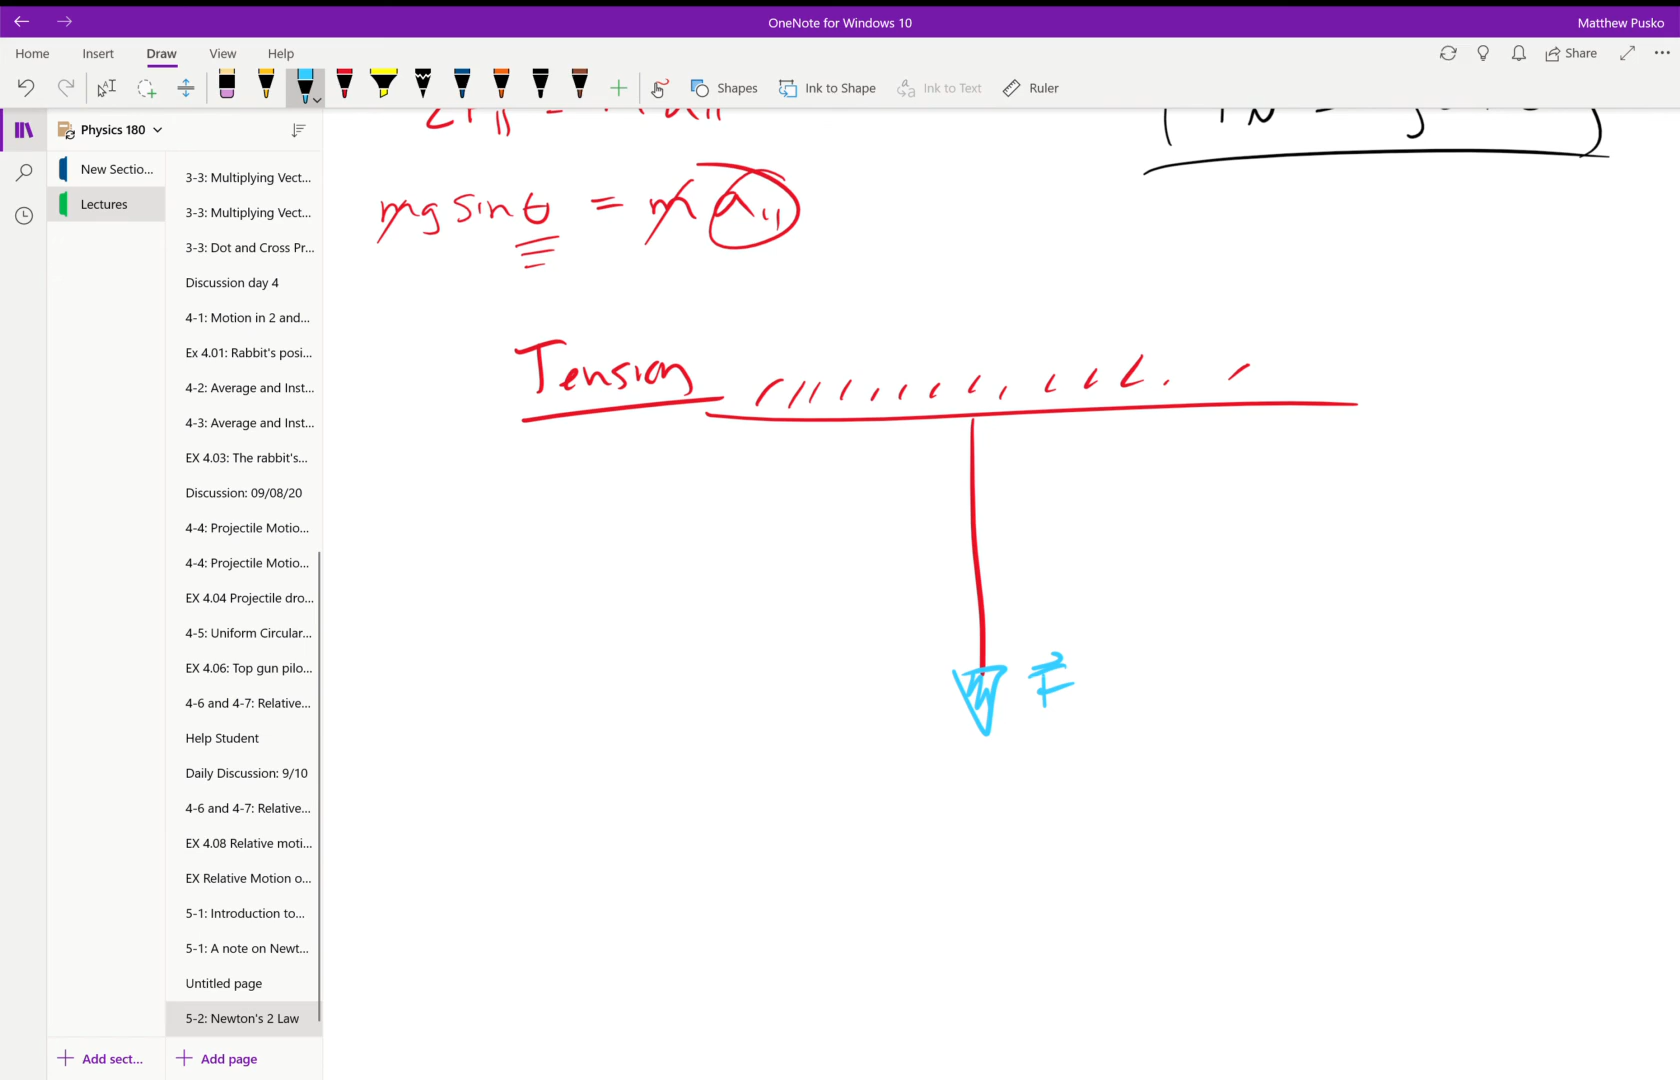 OneNote for Windows 10
Matthew Pusko
Home Insert Draw View Help
Share
Shapes Ink to Shape Ink to Text Ruler
Physics 180
New Sectio...
Lectures
3-3: Multiplying Vect...
3-3: Multiplying Vect...
3-3: Dot and Cross Pr...
Discussion day 4
4-1: Motion in 2 and...
Ex 4.01: Rabbit's posi...
4-2: Average and Inst...
4-3: Average and Inst...
EX 4.03: The rabbit's...
Discussion: 09/08/20
4-4: Projectile Motio...
4-4: Projectile Motio...
EX 4.04 Projectile dro...
4-5: Uniform Circular...
EX 4.06: Top gun pilo...
4-6 and 4-7: Relative...
Help Student
Daily Discussion: 9/10
4-6 and 4-7: Relative...
EX 4.08 Relative moti...
EX Relative Motion o...
5-1: Introduction to...
5-1: A note on Newt...
Untitled page
5-2: Newton's 2 Law
Add sect...
Add page
mg sin θ = m a||
Tension
F⃗